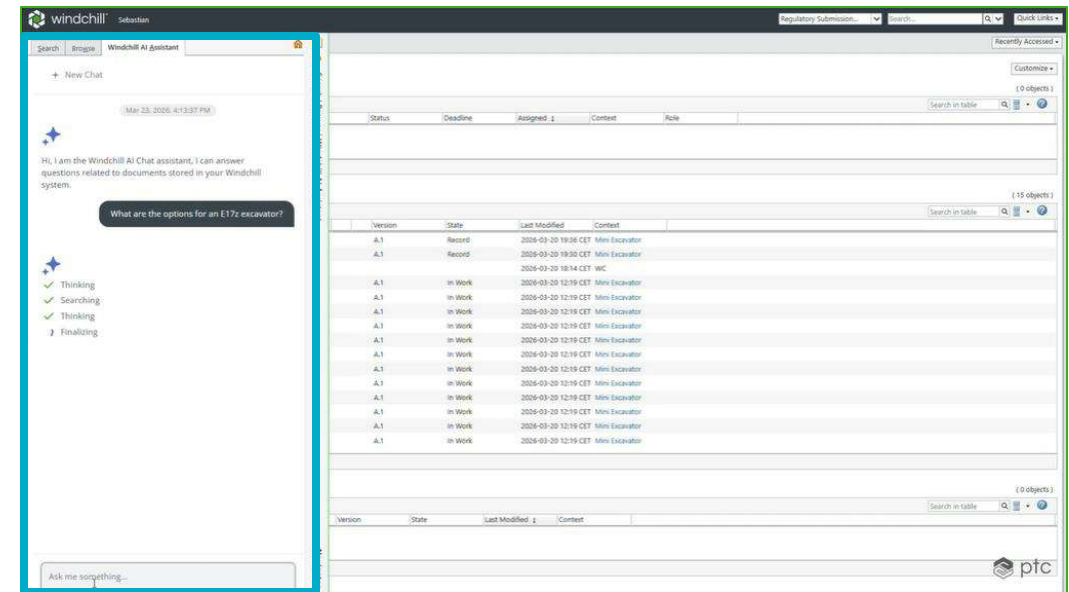 windchill Sebastian
Regulatory Submission... Search... Quick Links
Search Browse Windchill AI Assistant
Recently Accessed
+ New Chat
Customize
Mar 23, 2026, 4:13:37 PM
Hi, I am the Windchill AI Chat assistant, I can answer
questions related to documents stored in your Windchill
system.
What are the options for an E17z excavator?
Thinking
Searching
Thinking
Finalizing
Ask me something...
( 0 objects )
Search in table
Status Deadline Assigned Context Role
( 15 objects )
Search in table
Version State Last Modified Context
A.1 Record 2026-03-20 19:36 CET Mini Excavator
A.1 Record 2026-03-20 19:30 CET Mini Excavator
2026-03-20 18:14 CET WC
A.1 In Work 2026-03-20 12:19 CET Mini Excavator
A.1 In Work 2026-03-20 12:19 CET Mini Excavator
A.1 In Work 2026-03-20 12:19 CET Mini Excavator
A.1 In Work 2026-03-20 12:19 CET Mini Excavator
A.1 In Work 2026-03-20 12:19 CET Mini Excavator
A.1 In Work 2026-03-20 12:19 CET Mini Excavator
A.1 In Work 2026-03-20 12:19 CET Mini Excavator
A.1 In Work 2026-03-20 12:19 CET Mini Excavator
A.1 In Work 2026-03-20 12:19 CET Mini Excavator
A.1 In Work 2026-03-20 12:19 CET Mini Excavator
A.1 In Work 2026-03-20 12:19 CET Mini Excavator
A.1 In Work 2026-03-20 12:19 CET Mini Excavator
( 0 objects )
Search in table
Version State Last Modified Context
ptc